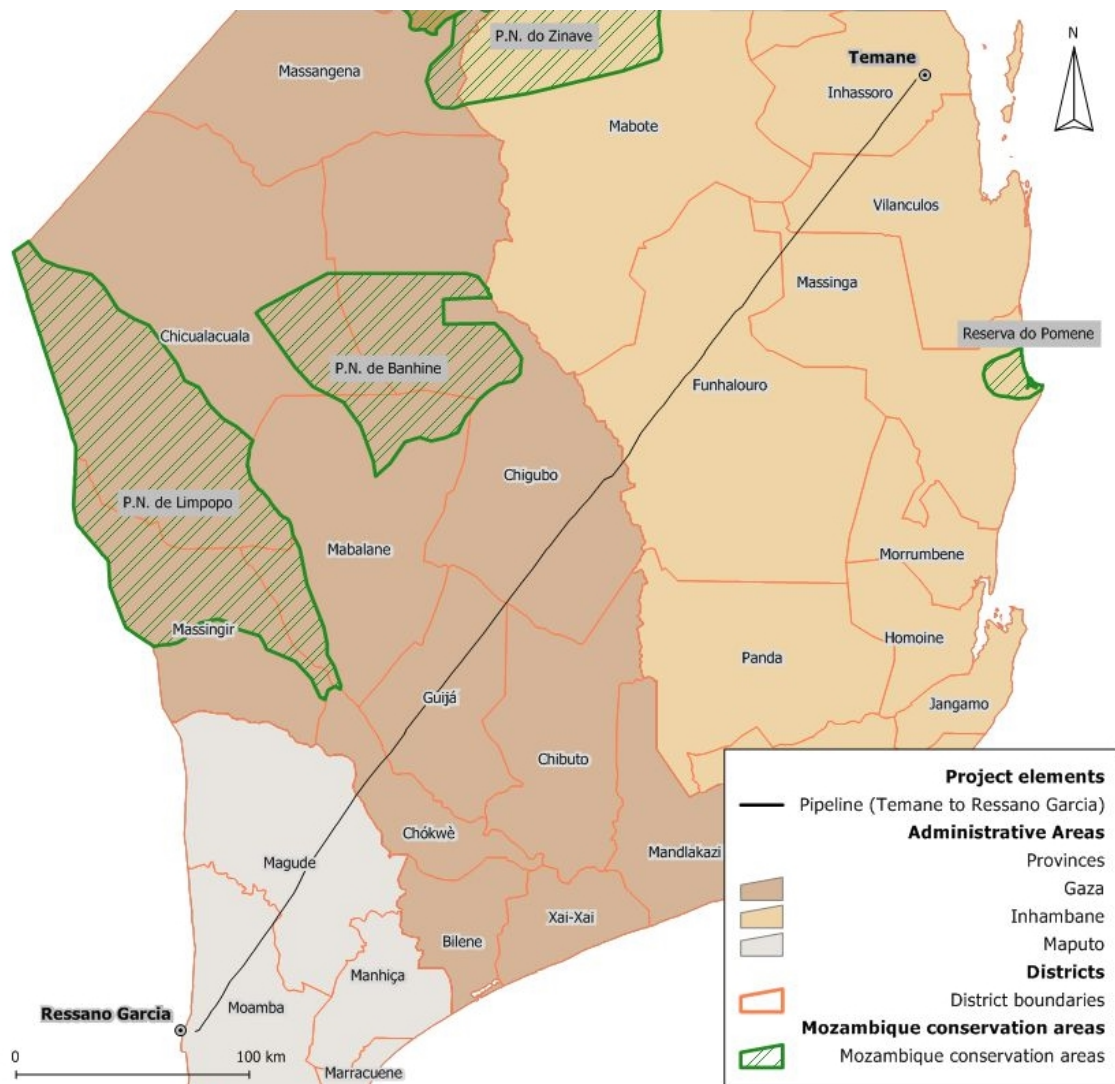 P.N. do Zinave
N
Temane
Massangena
Inhassoro
Mabote
Vilanculos
Massinga
Chicualacuala
Reserva do Pomene
P.N. de Banhine
Funhalouro
Chigubo
P.N. de Limpopo
Mabalane
Morrumbene
Massingir
Homoine
Panda
Guijá
Jangamo
Chibuto
Project elements
Pipeline (Temane to Ressano Garcia)
Administrative Areas
Provinces
Gaza
Inhambane
Maputo
Districts
District boundaries
Mozambique conservation areas
Mozambique conservation areas
Chókwè
Mandlakazi
Magude
Xai-Xai
Bilene
Manhiça
Moamba
Ressano Garcia
0 100 km
Marracuene